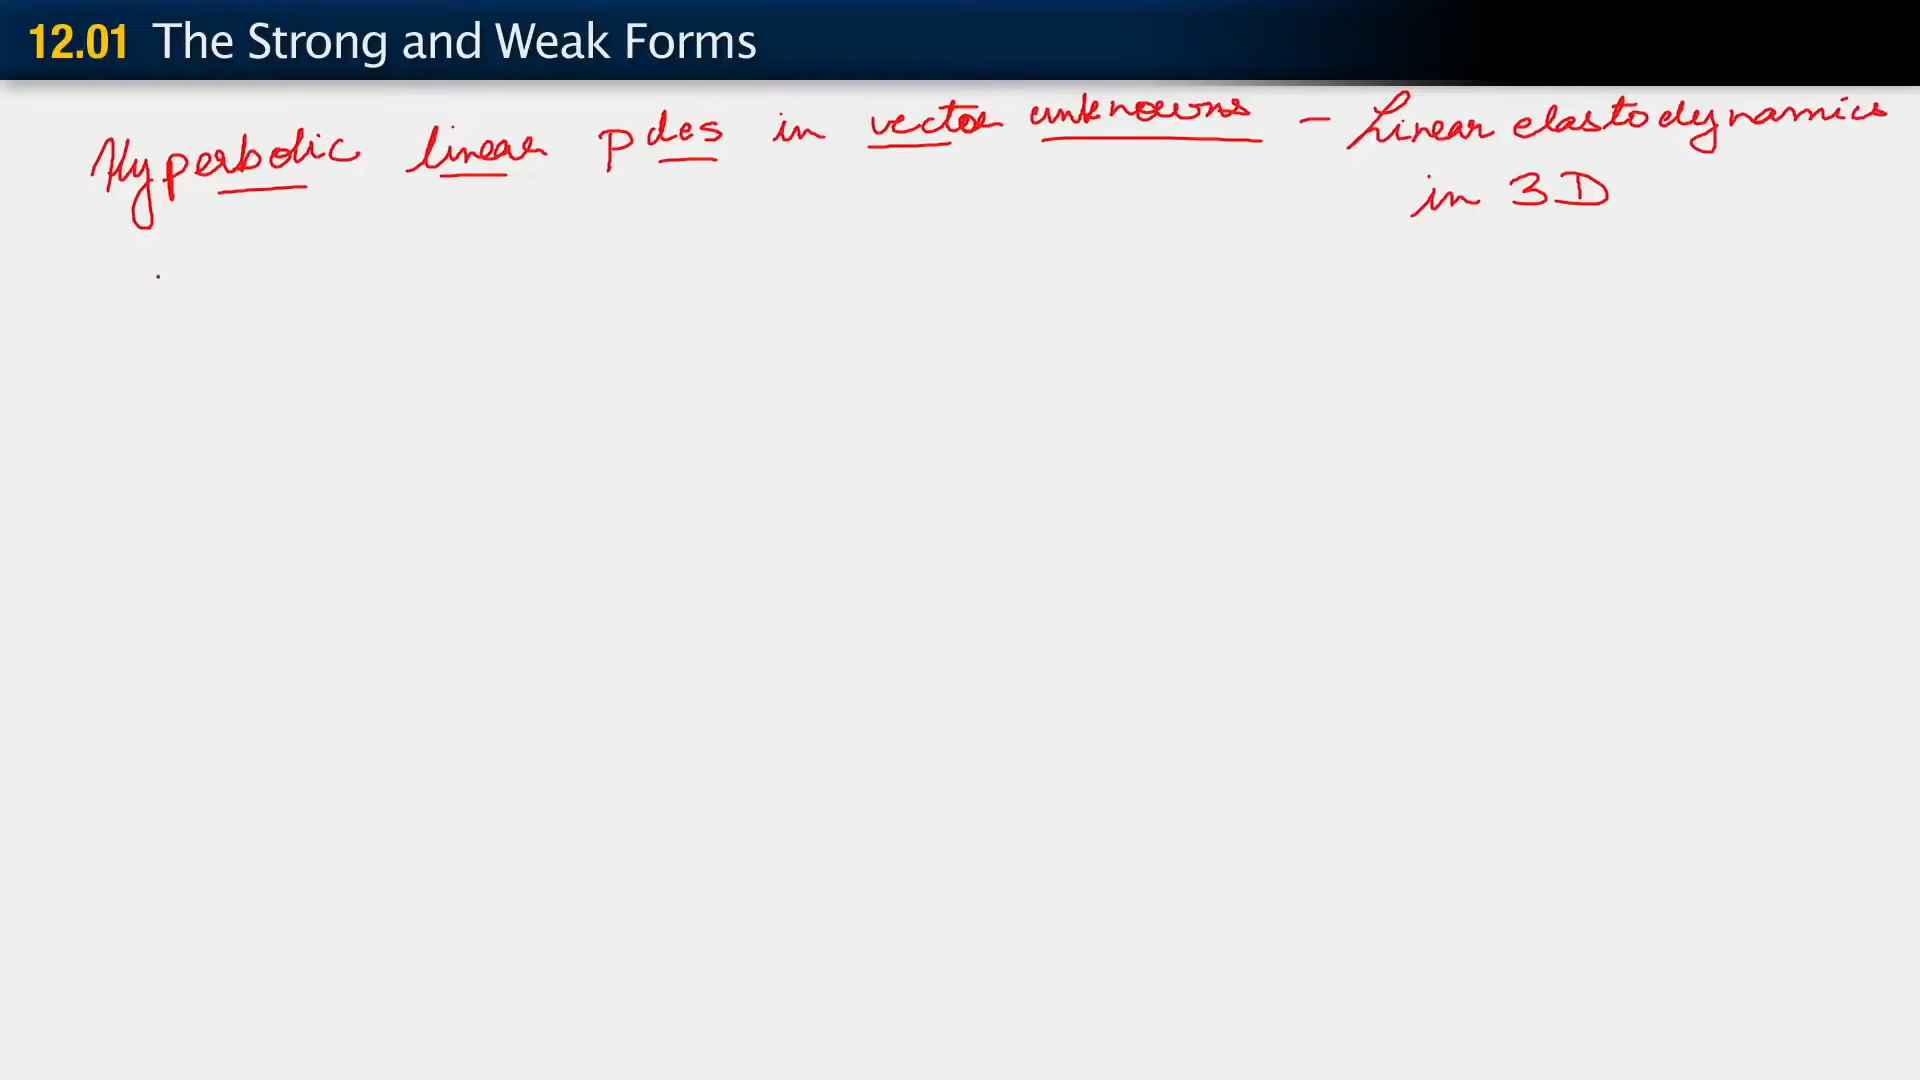 12.01 The Strong and Weak Forms
Hyperbolic linear pdes in vector unknowns - Linear elastodynamics
in 3D